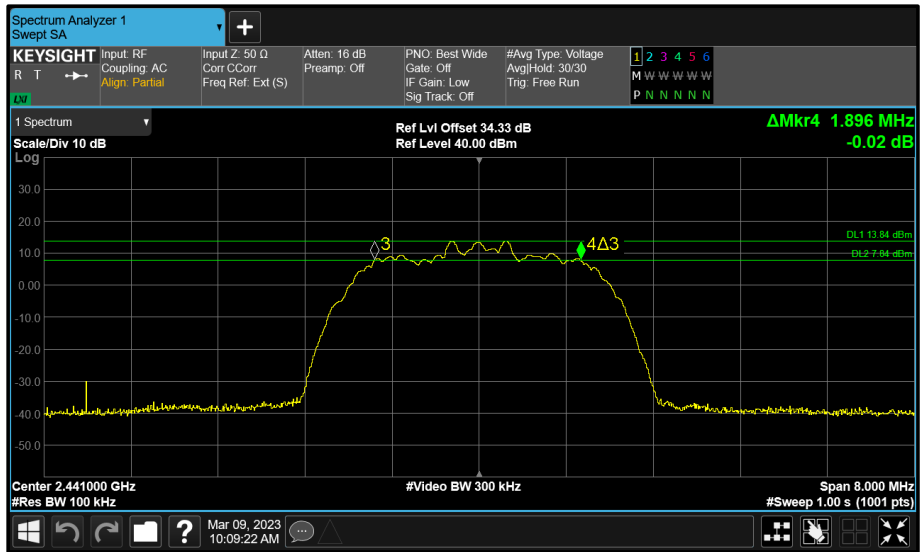 Spectrum Analyzer 1
Swept SA
+
KEYSIGHT
R T
LXI
Input: RF
Coupling: AC
Align: Partial
Input Z: 50 Ω
Corr CCorr
Freq Ref: Ext (S)
Atten: 16 dB
Preamp: Off
PNO: Best Wide
Gate: Off
IF Gain: Low
Sig Track: Off
#Avg Type: Voltage
Avg|Hold: 30/30
Trig: Free Run
1 2 3 4 5 6
M W W W W W
P N N N N N
1 Spectrum
Scale/Div 10 dB
Ref Lvl Offset 34.33 dB
Ref Level 40.00 dBm
ΔMkr4 1.896 MHz
-0.02 dB
Log
30.0
20.0
10.0
0.00
-10.0
-20.0
-30.0
-40.0
-50.0
3
4Δ3
DL1 13.84 dBm
DL2 7.84 dBm
Center 2.441000 GHz
#Res BW 100 kHz
#Video BW 300 kHz
Span 8.000 MHz
#Sweep 1.00 s (1001 pts)
?
Mar 09, 2023
10:09:22 AM